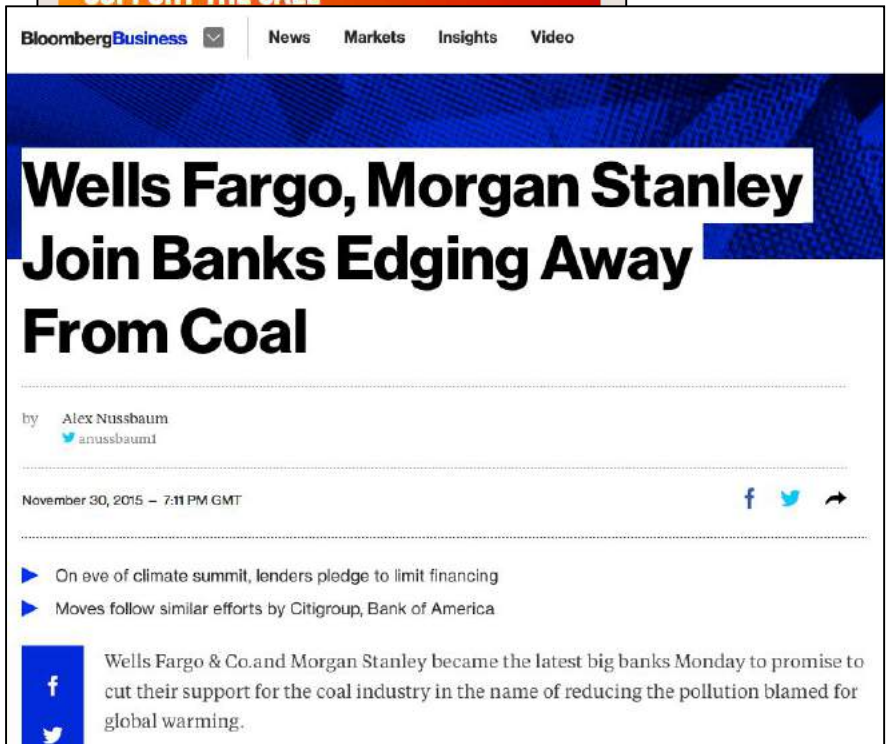 SUPPORT THE CALL
BloombergBusiness News Markets Insights Video
Wells Fargo, Morgan Stanley
Join Banks Edging Away
From Coal
by Alex Nussbaum
anussbaum1
November 30, 2015 – 7:11 PM GMT
On eve of climate summit, lenders pledge to limit financing
Moves follow similar efforts by Citigroup, Bank of America
Wells Fargo & Co.and Morgan Stanley became the latest big banks Monday to promise to
cut their support for the coal industry in the name of reducing the pollution blamed for
global warming.